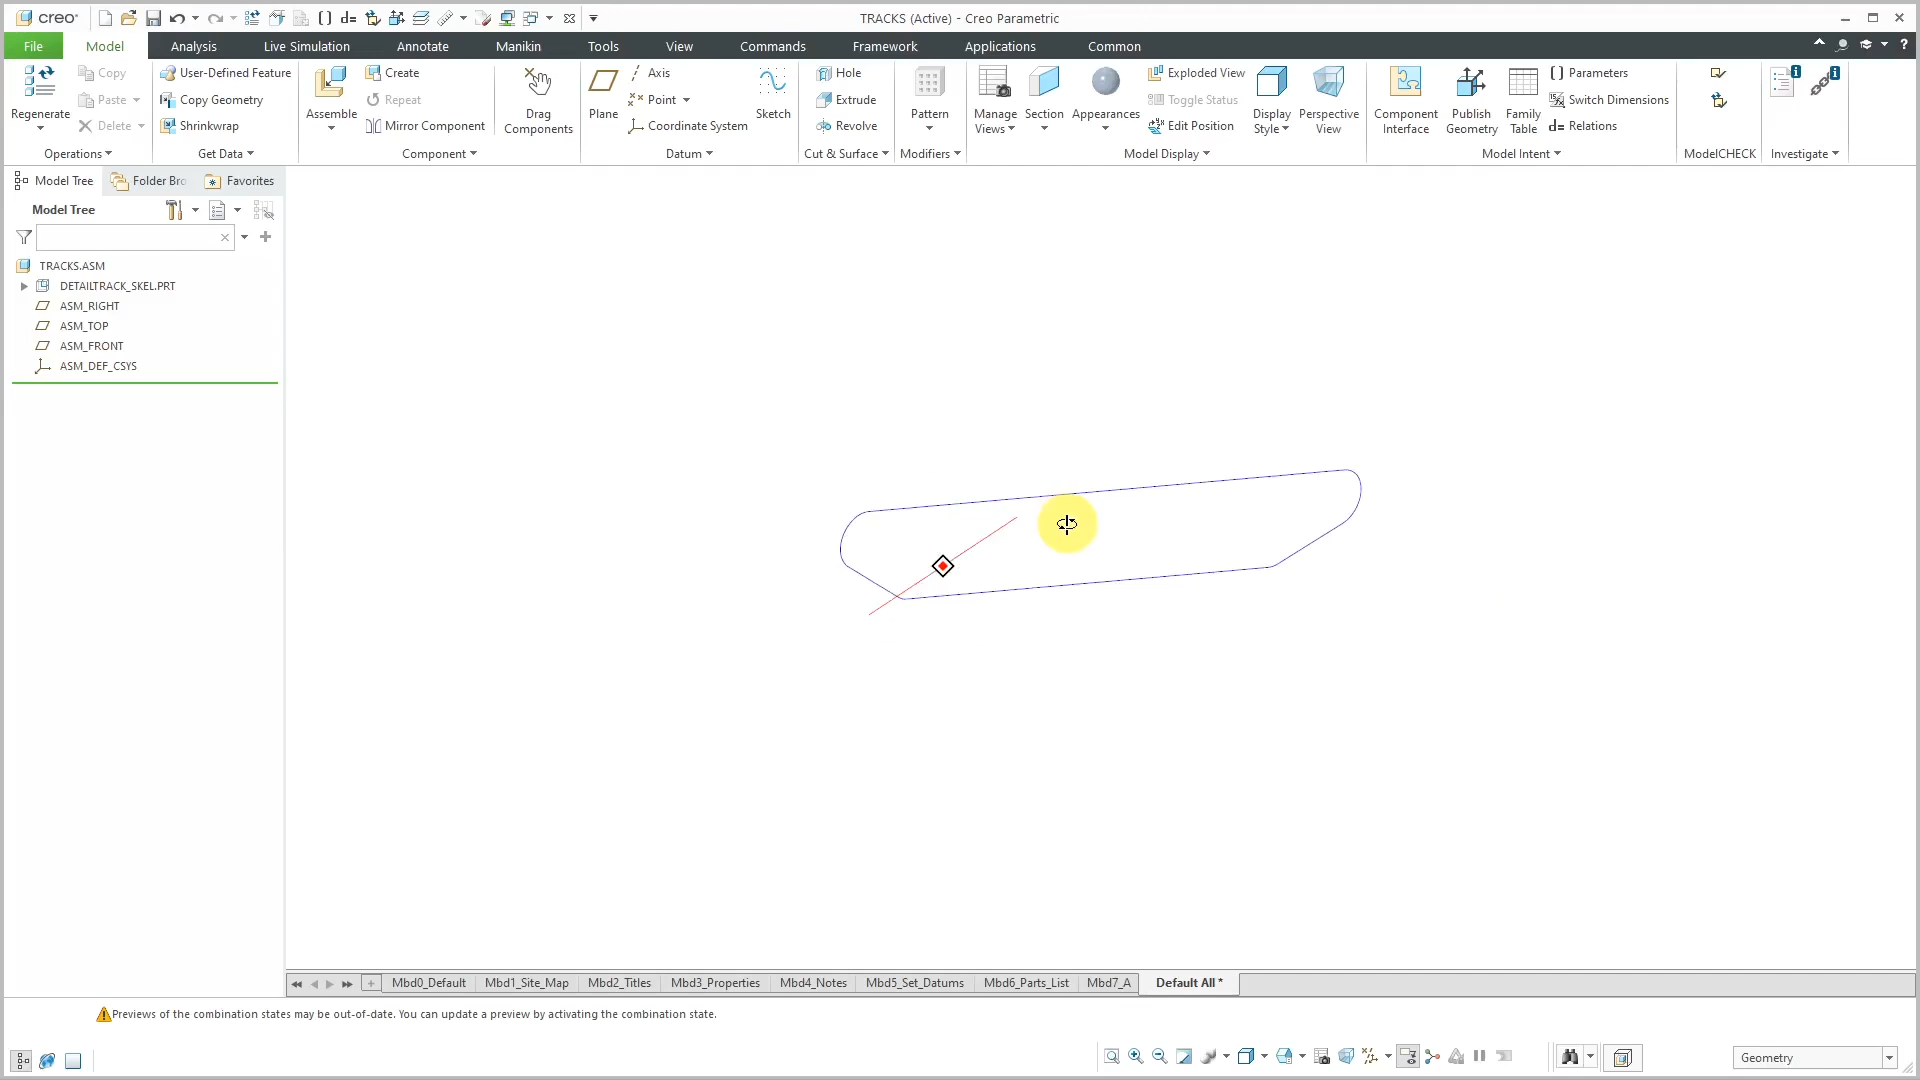 creo
TRACKS (Active) - Creo Parametric
File Model Analysis Live Simulation Annotate Manikin Tools View Commands Framework Applications Common
Regenerate
Copy
Paste
Delete
Operations
User-Defined Feature
Copy Geometry
Shrinkwrap
Get Data
Assemble
Create
Repeat
Mirror Component
Drag
Components
Component
Plane
Axis
Point
Coordinate System
Sketch
Datum
Hole
Extrude
Revolve
Cut & Surface
Pattern
Modifiers
Manage
Views
Section
Appearances
Exploded View
Toggle Status
Edit Position
Display
Style
Perspective
View
Model Display
Component
Interface
Publish
Geometry
Family
Table
Parameters
Switch Dimensions
d= Relations
Model Intent
ModelCHECK
Investigate
Model Tree Folder Bro Favorites
Model Tree
TRACKS.ASM
DETAILTRACK_SKEL.PRT
ASM_RIGHT
ASM_TOP
ASM_FRONT
ASM_DEF_CSYS
Mbd0_Default Mbd1_Site_Map Mbd2_Titles Mbd3_Properties Mbd4_Notes Mbd5_Set_Datums Mbd6_Parts_List Mbd7_A Default All *
Previews of the combination states may be out-of-date. You can update a preview by activating the combination state.
Geometry